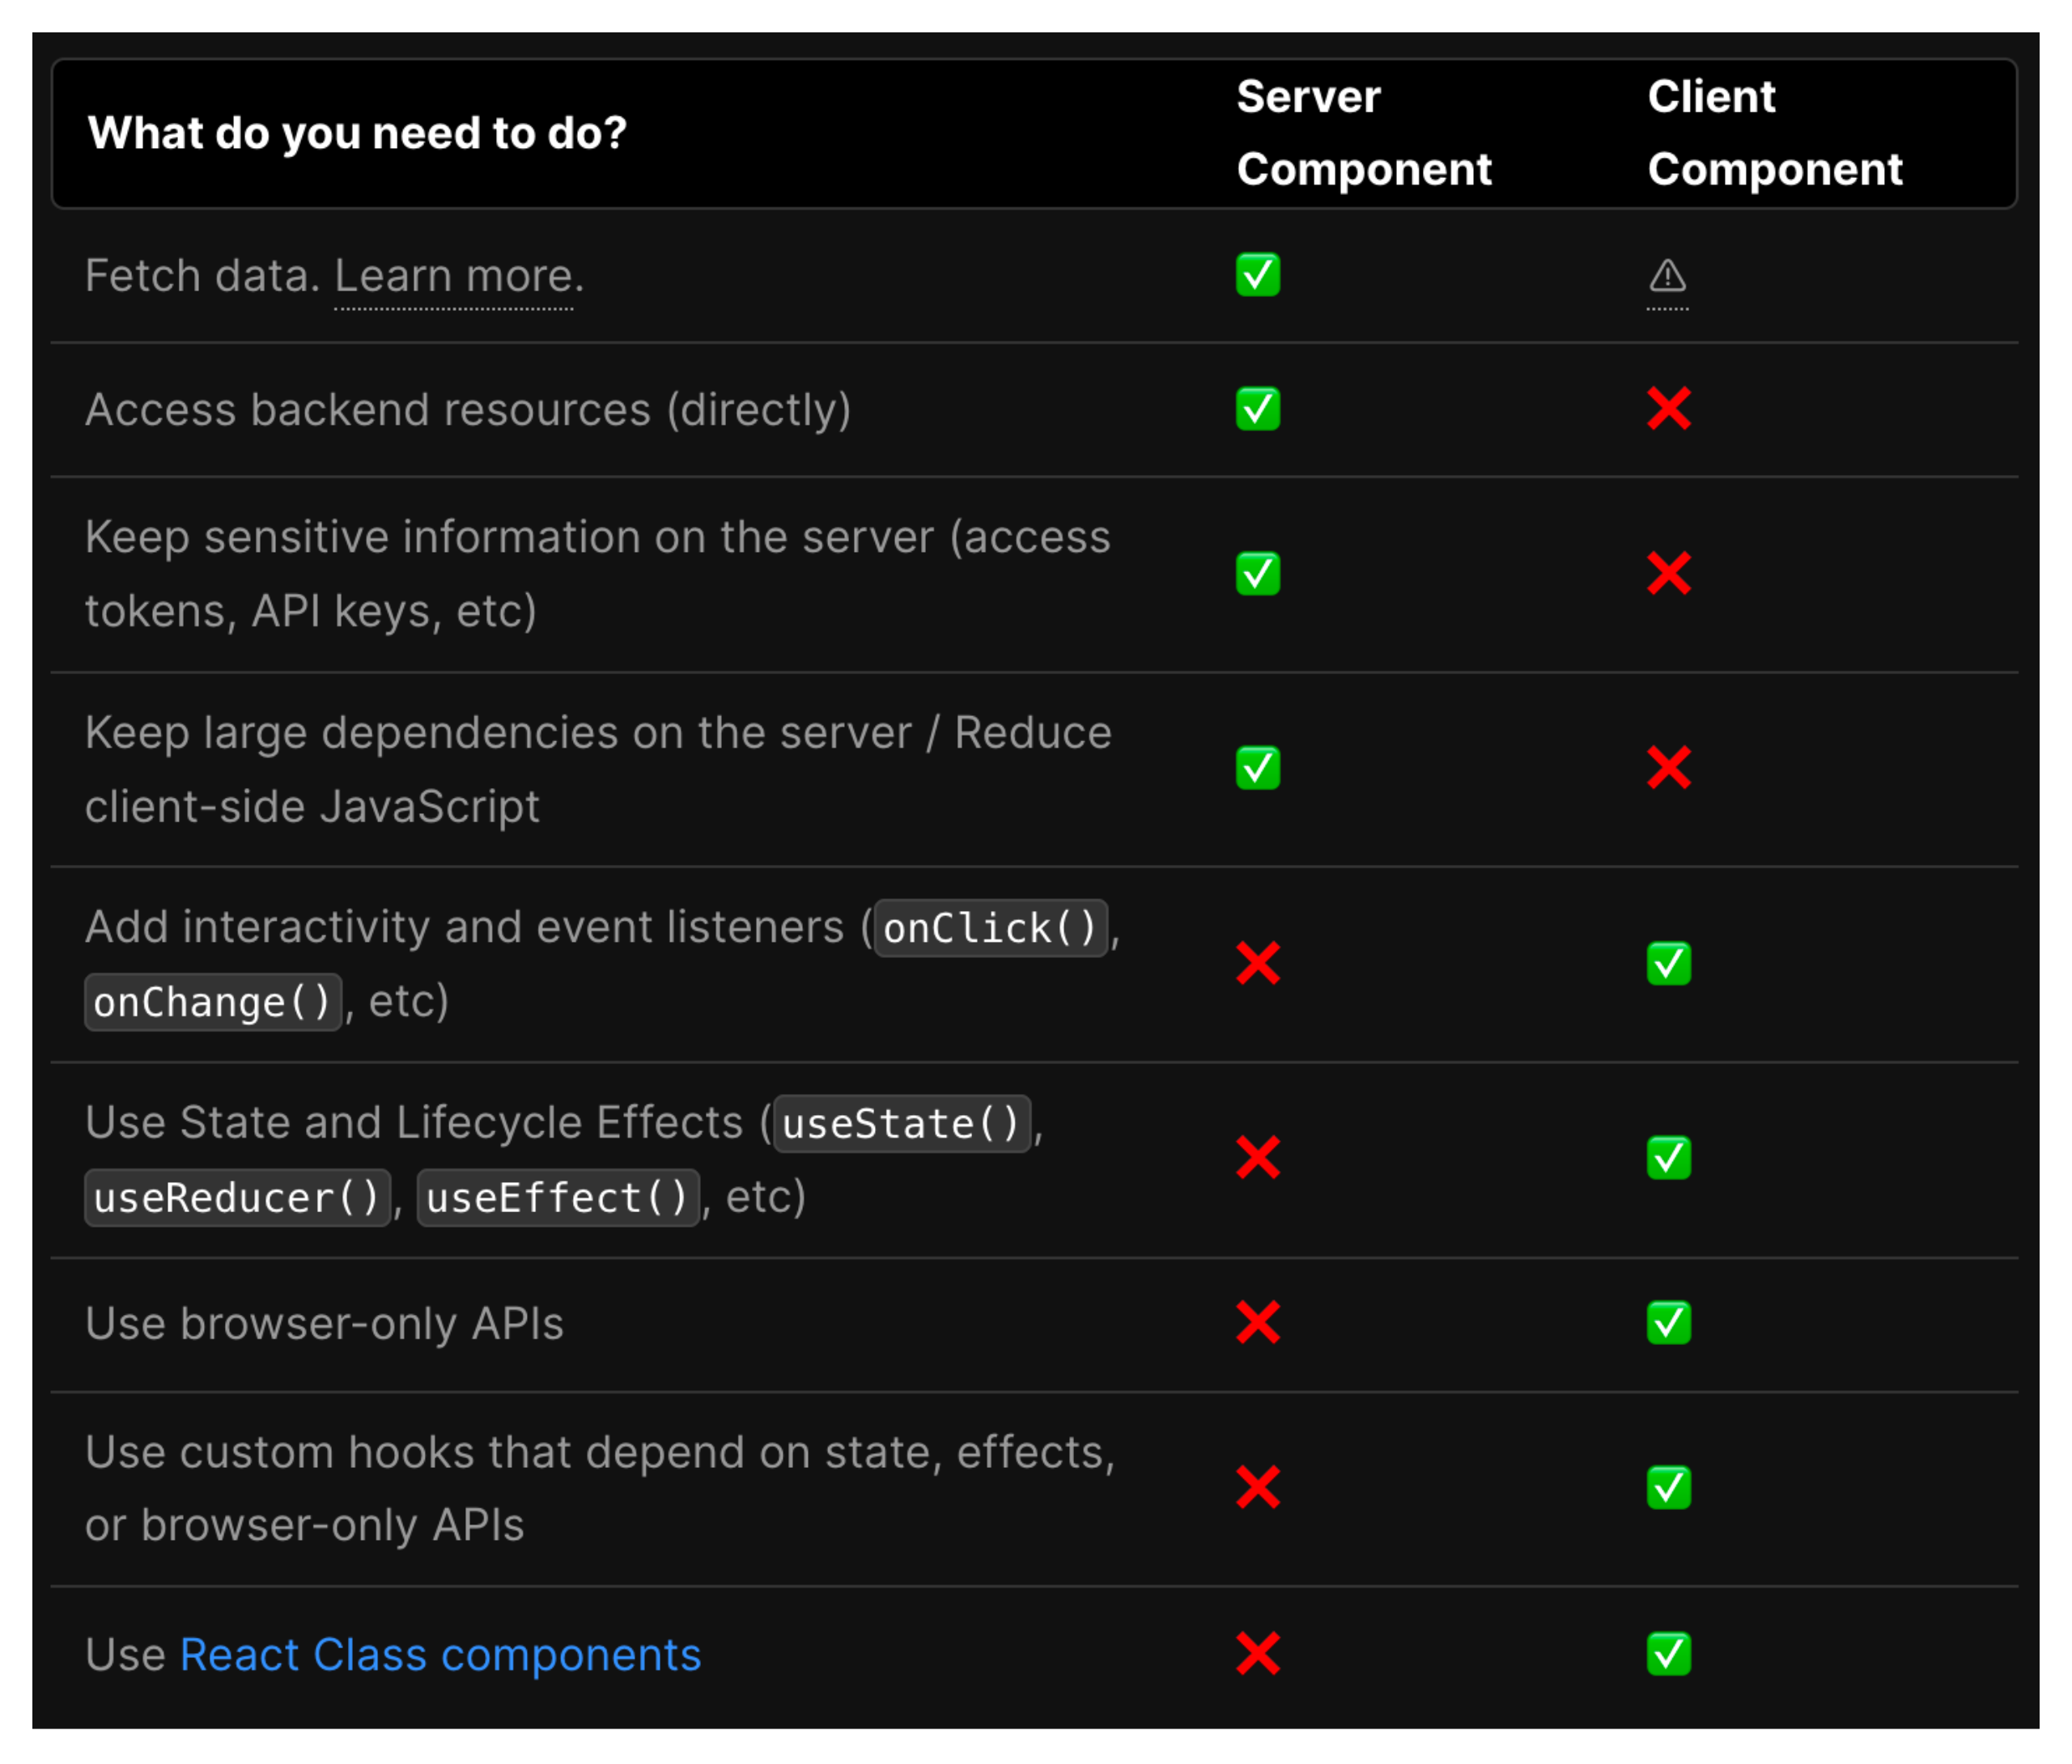 What do you need to do?
Server
Component
Client
Component
Fetch data. Learn more.
✅
⚠
Access backend resources (directly)
✅
❌
Keep sensitive information on the server (access
tokens, API keys, etc)
✅
❌
Keep large dependencies on the server / Reduce
client-side JavaScript
✅
❌
Add interactivity and event listeners (onClick(),
onChange(), etc)
❌
✅
Use State and Lifecycle Effects (useState(),
useReducer(), useEffect(), etc)
❌
✅
Use browser-only APIs
❌
✅
Use custom hooks that depend on state, effects,
or browser-only APIs
❌
✅
Use React Class components
❌
✅